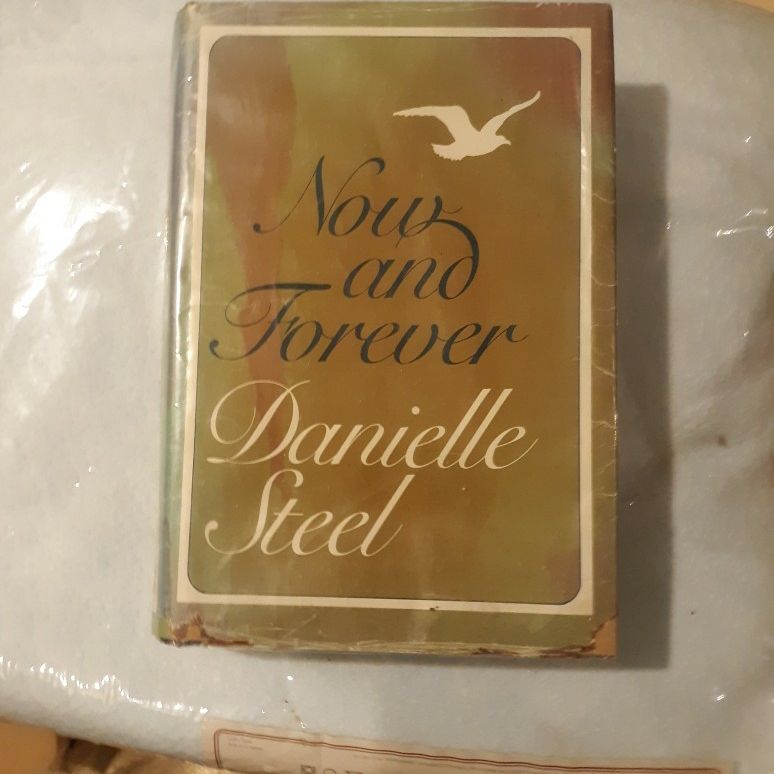 Now
and
Forever
Danielle
Steel